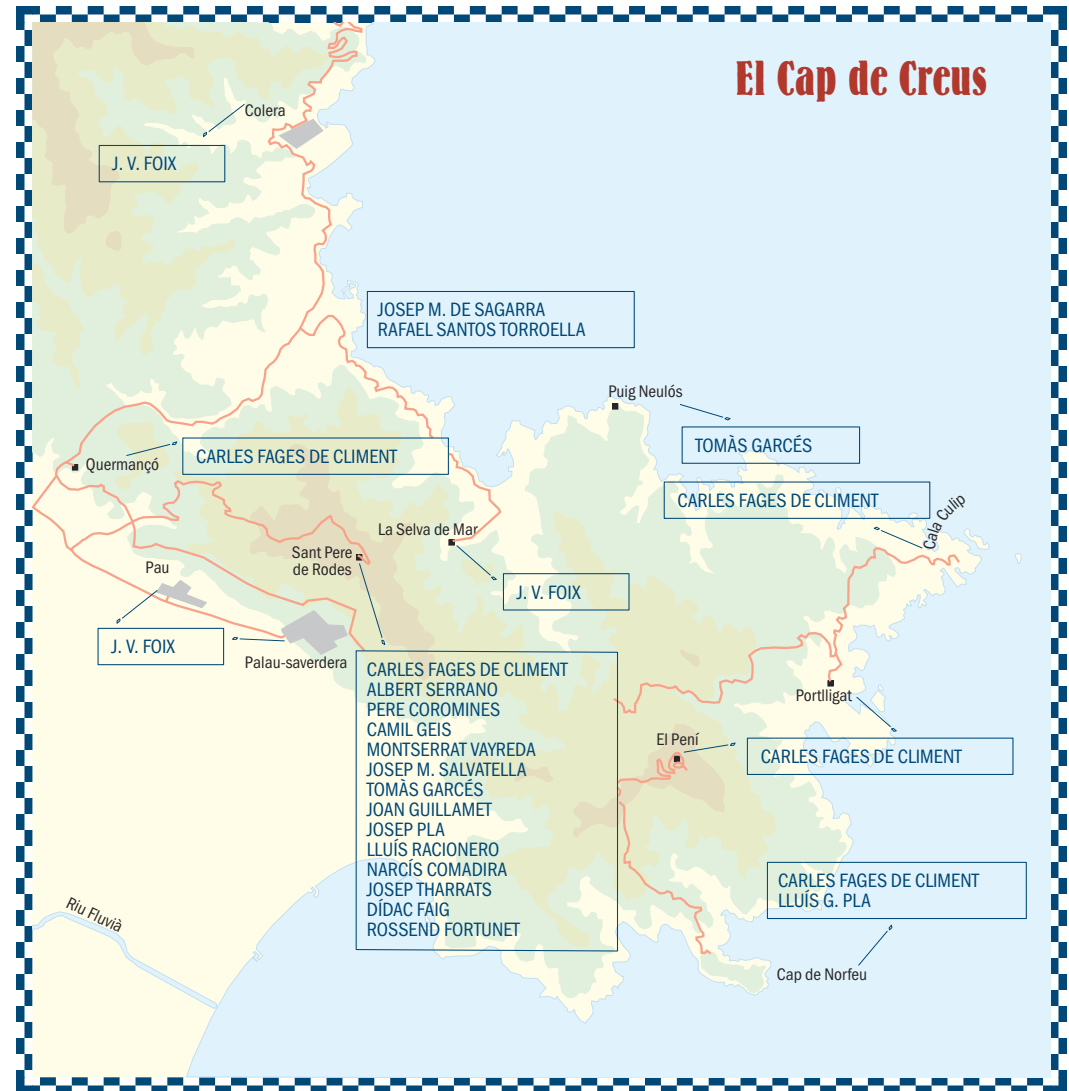 El Cap de Creus
Colera
J. V. FOIX
JOSEP M. DE SAGARRA
RAFAEL SANTOS TORROELLA
Puig Neulós
TOMÀS GARCÉS
Quermançó
CARLES FAGES DE CLIMENT
CARLES FAGES DE CLIMENT
Cala Culip
La Selva de Mar
Sant Pere
de Rodes
J. V. FOIX
Pau
J. V. FOIX
Palau-saverdera
CARLES FAGES DE CLIMENT
ALBERT SERRANO
PERE COROMINES
CAMIL GEIS
MONTSERRAT VAYREDA
JOSEP M. SALVATELLA
TOMÀS GARCÉS
JOAN GUILLAMET
JOSEP PLA
LLUÍS RACIONERO
NARCÍS COMADIRA
JOSEP THARRATS
DÍDAC FAIG
ROSSEND FORTUNET
Portlligat
El Pení
CARLES FAGES DE CLIMENT
CARLES FAGES DE CLIMENT
LLUÍS G. PLA
Riu Fluvià
Cap de Norfeu